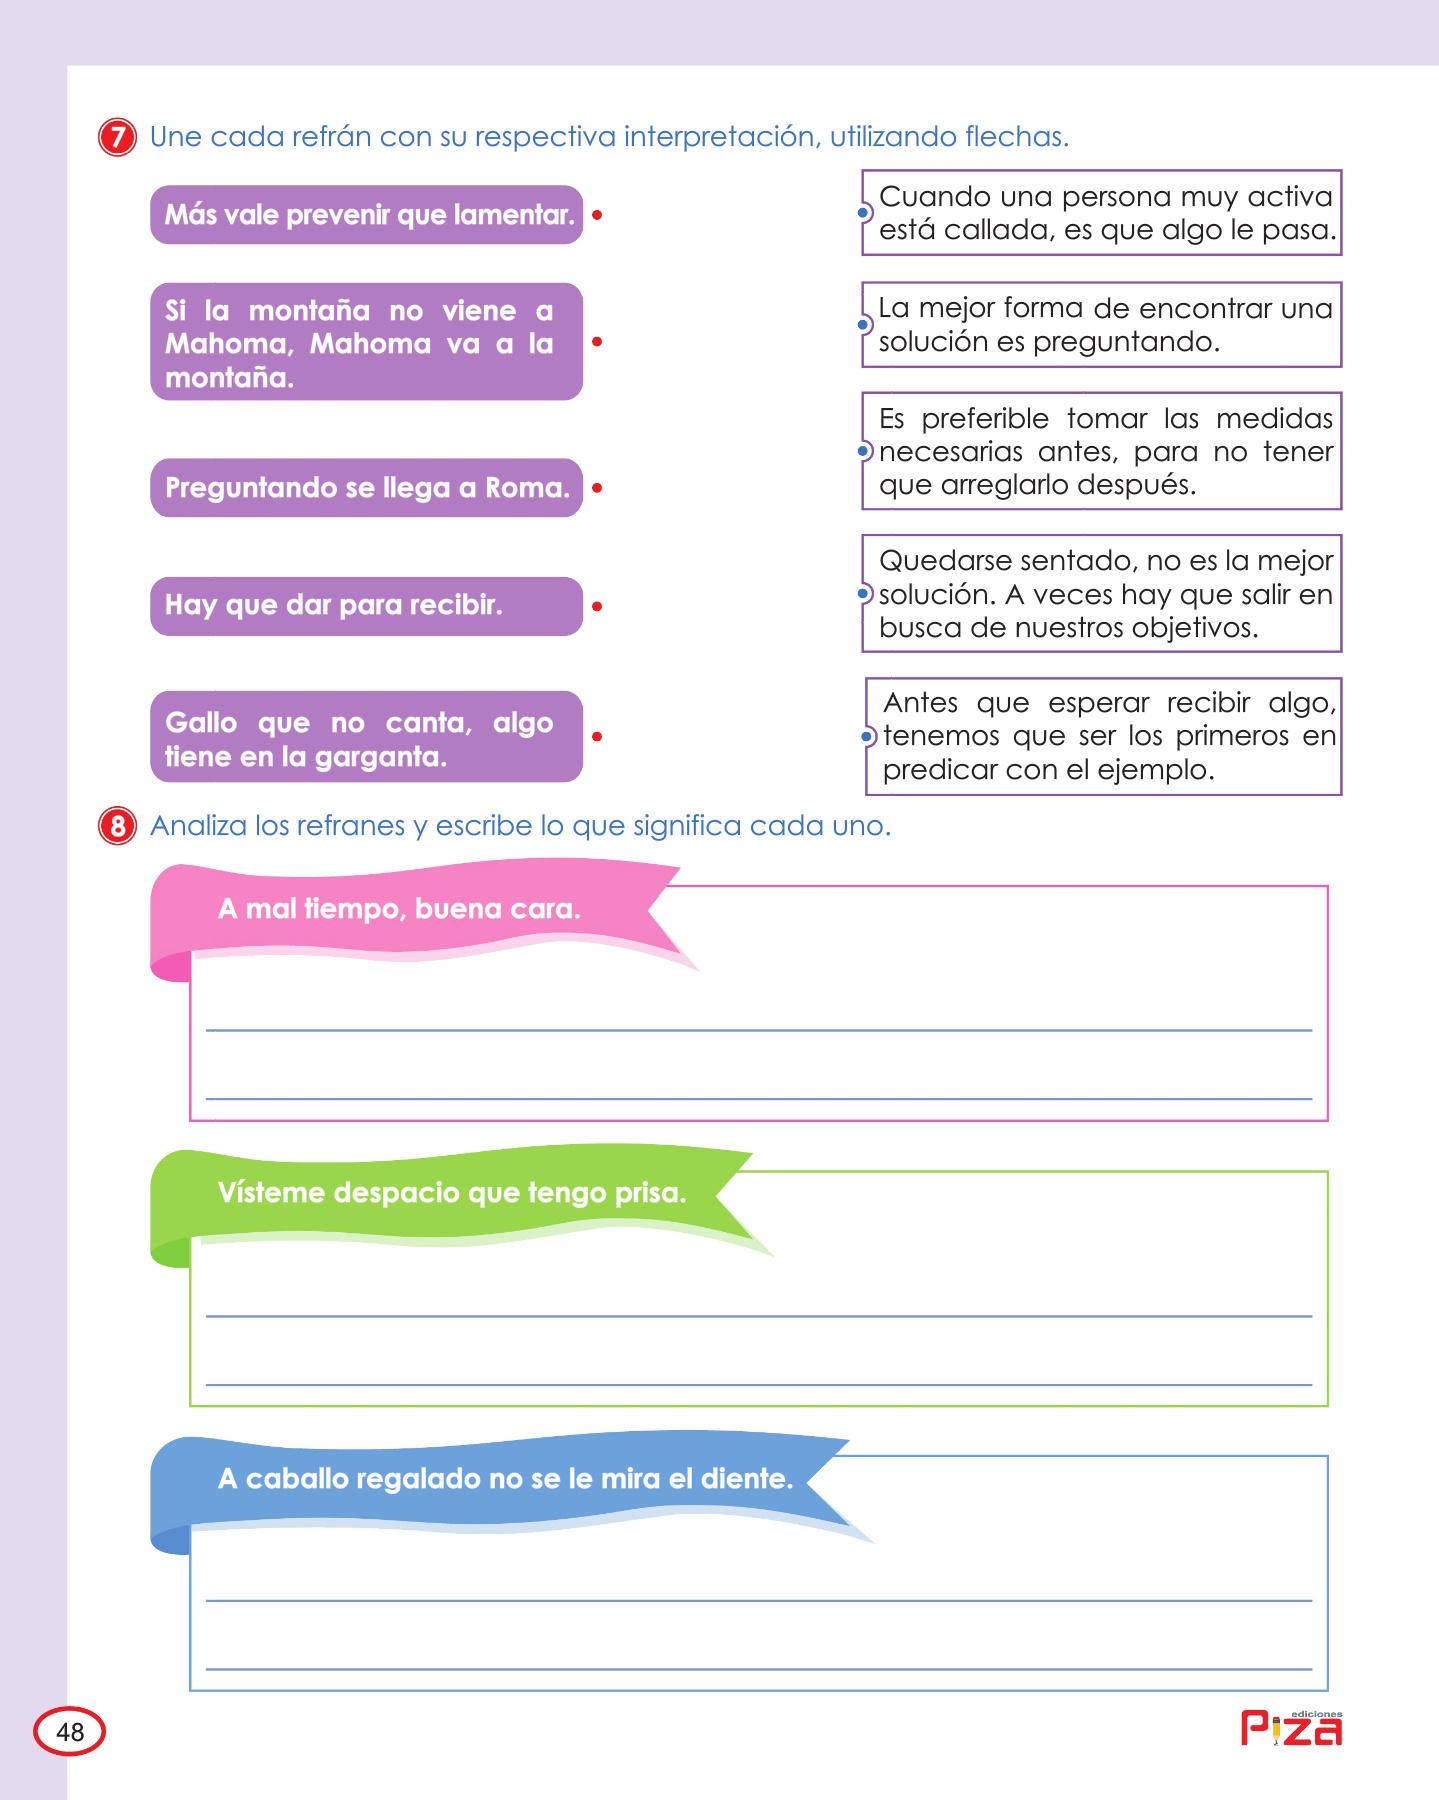 7 Une cada refrán con su respectiva interpretación, utilizando flechas.
Más vale prevenir que lamentar.
Si la montaña no viene a
Mahoma, Mahoma va a la
montaña.
Preguntando se llega a Roma.
Hay que dar para recibir.
Gallo que no canta, algo
tiene en la garganta.
Cuando una persona muy activa
está callada, es que algo le pasa.
La mejor forma de encontrar una
solución es preguntando.
Es preferible tomar las medidas
necesarias antes, para no tener
que arreglarlo después.
Quedarse sentado, no es la mejor
solución. A veces hay que salir en
busca de nuestros objetivos.
Antes que esperar recibir algo,
tenemos que ser los primeros en
predicar con el ejemplo.
8 Analiza los refranes y escribe lo que significa cada uno.
A mal tiempo, buena cara.
Vísteme despacio que tengo prisa.
A caballo regalado no se le mira el diente.
48
ediciones
Piza